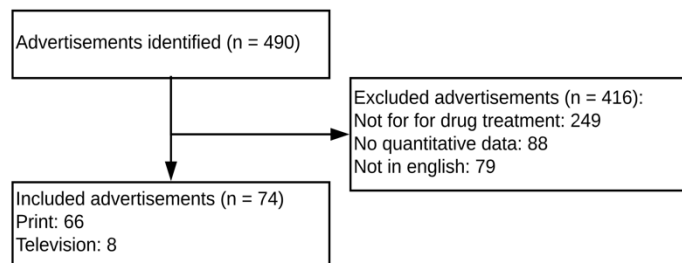 Advertisements identified (n = 490)
Excluded advertisements (n = 416):
Not for for drug treatment: 249
No quantitative data: 88
Not in english: 79
Included advertisements (n = 74)
Print: 66
Television: 8